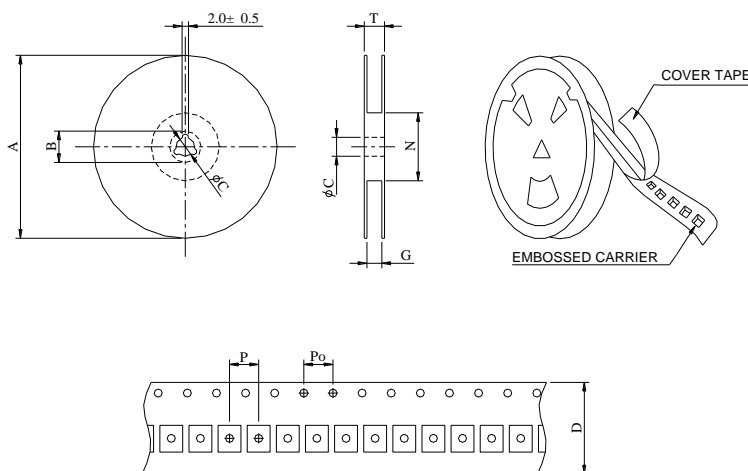 2.0± 0.5
T
A
B
ϕC
ϕC
N
G
COVER TAPE
EMBOSSED CARRIER
P
Po
D